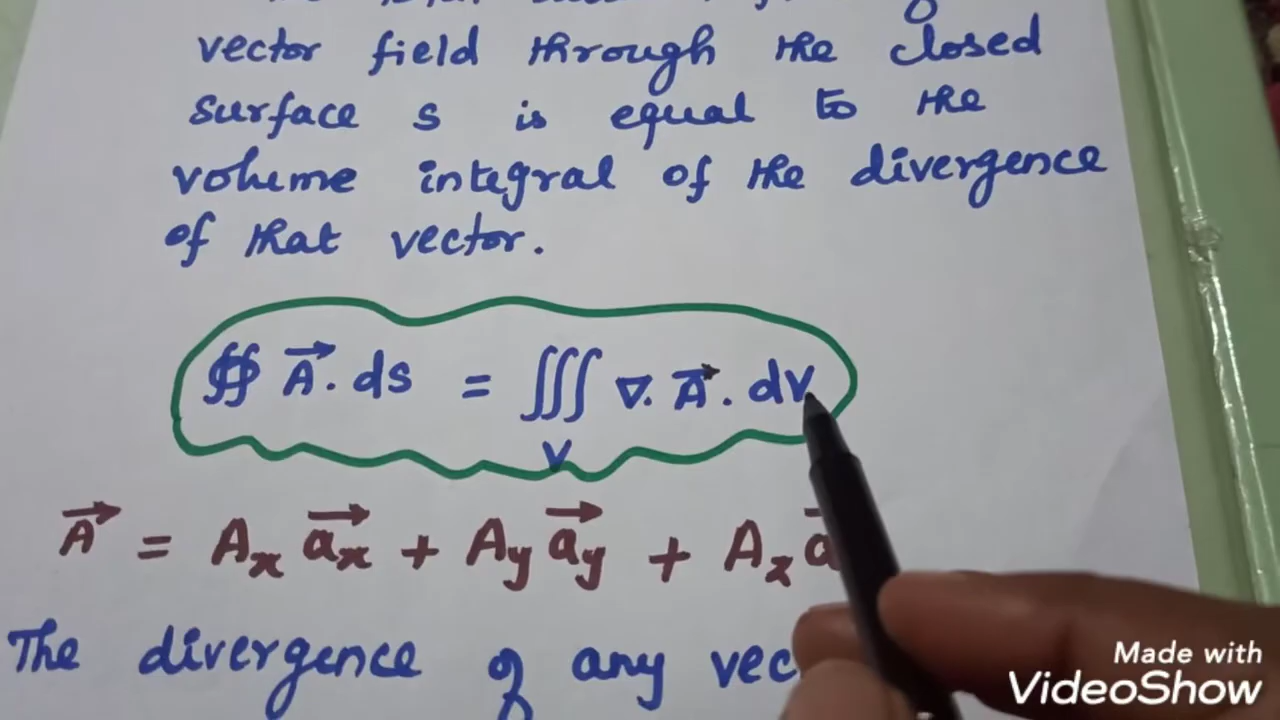 vector field through the closed
surface s is equal to the
volume integral of the divergence
of that vector.
∯ A⃗. ds = ∭ ∇. A⃗. dv
V
A⃗ = Ax a⃗x + Ay a⃗y + Az a
The divergence of any vec
Made with
VideoShow